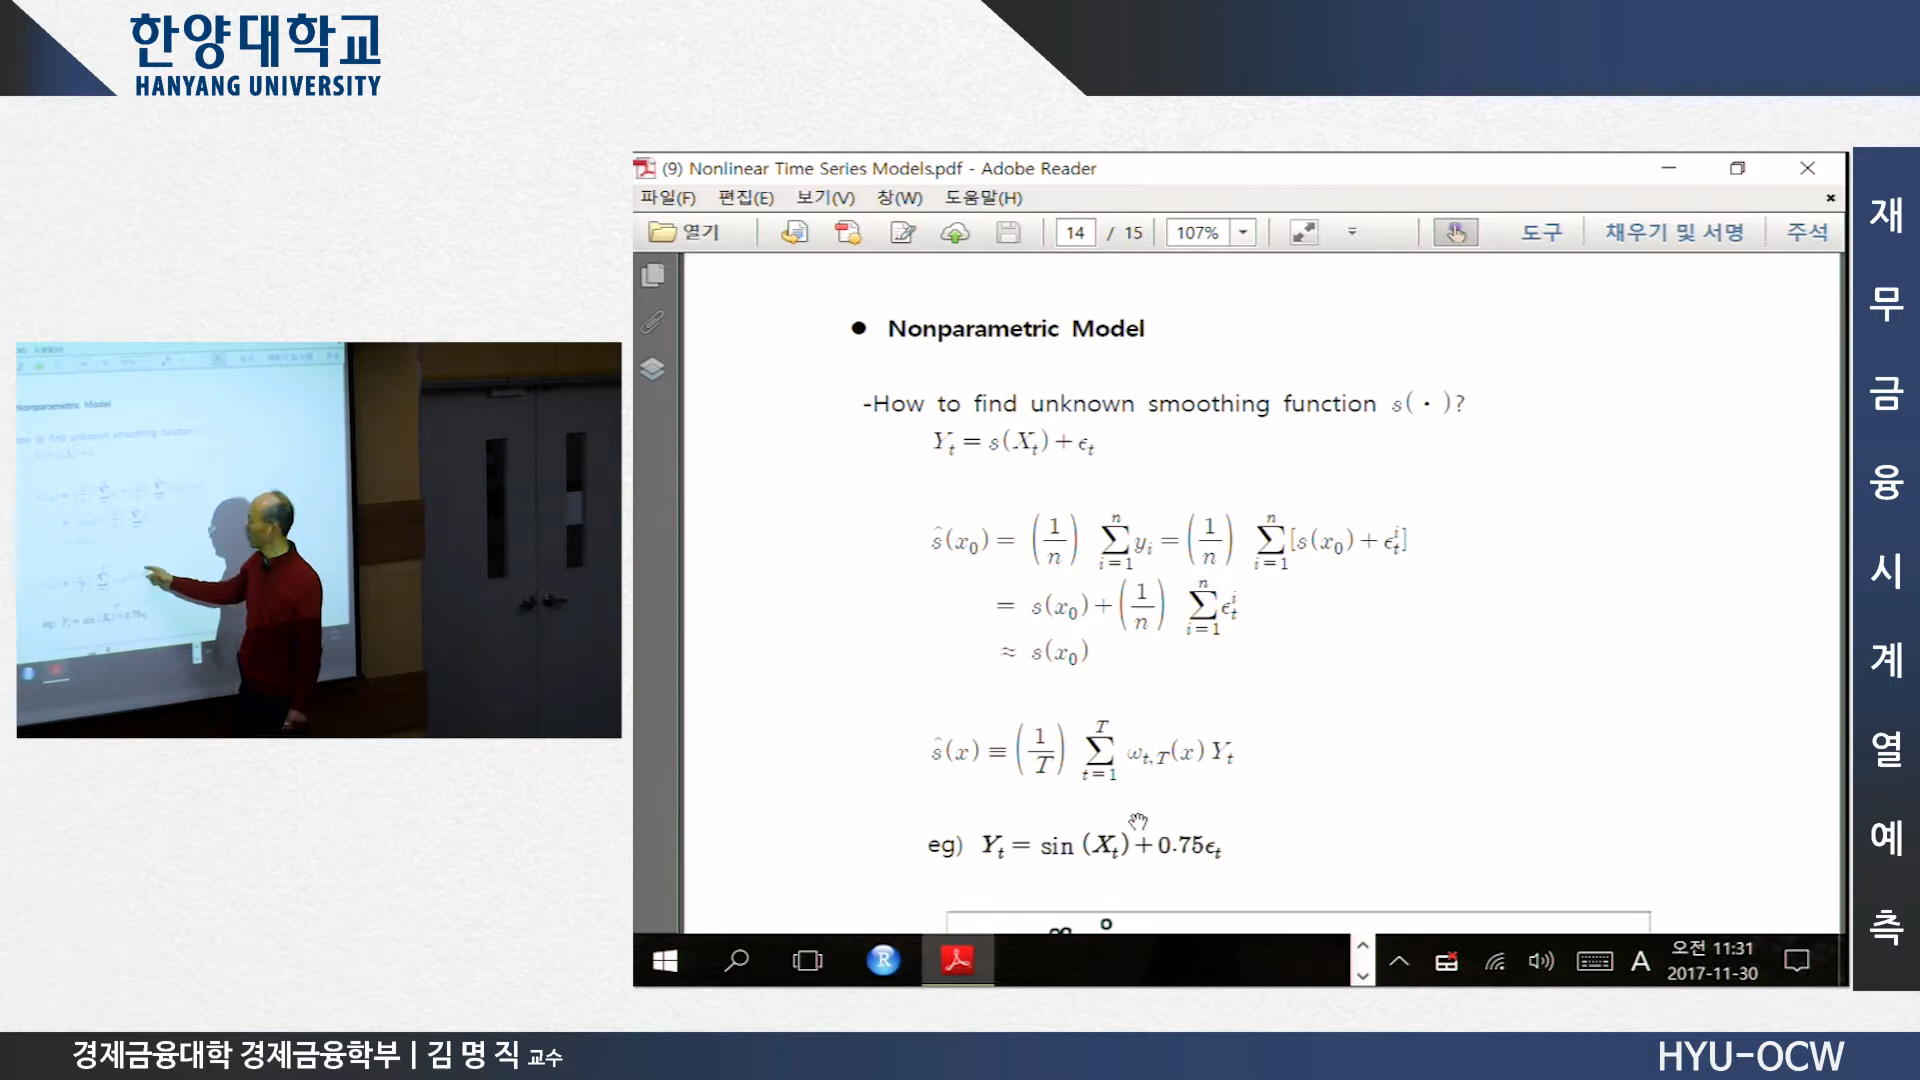 한양대학교
HANYANG UNIVERSITY
(9) Nonlinear Time Series Models.pdf - Adobe Reader
파일(F) 편집(E) 보기(V) 창(W) 도움말(H)
열기 14 / 15 107% 도구 채우기 및 서명 주석
● Nonparametric Model
-How to find unknown smoothing function s(·)?
Y_t = s(X_t) + ϵ_t
ŝ(x_0) = (1/n) ∑_{i=1}^{n} y_i = (1/n) ∑_{i=1}^{n} [s(x_0) + ϵ_t^i]
= s(x_0) + (1/n) ∑_{i=1}^{n} ϵ_t^i
≈ s(x_0)
ŝ(x) ≡ (1/T) ∑_{t=1}^{T} ω_{t,T}(x) Y_t
eg) Y_t = sin (X_t) + 0.75ϵ_t
A 오전 11:31
2017-11-30
재무금융시계열예측
Nonparametric Model
경제금융대학 경제금융학부 | 김명직 교수
HYU-OCW